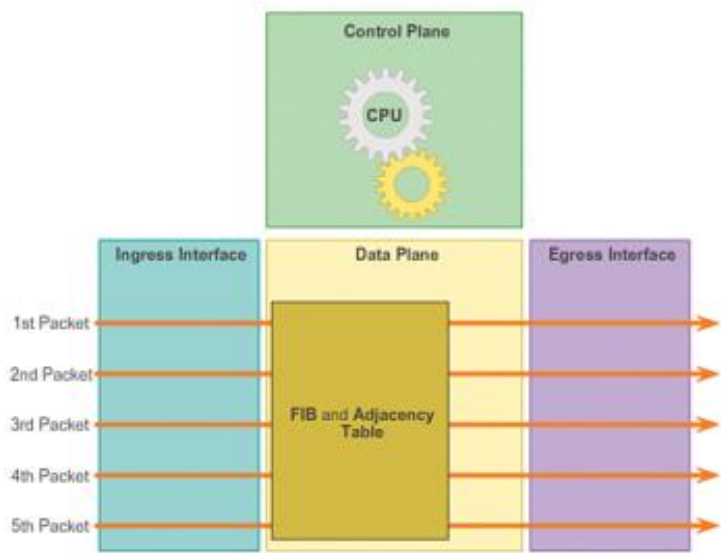 Control Plane
CPU
Ingress Interface
Data Plane
Egress Interface
1st Packet
2nd Packet
3rd Packet
4th Packet
5th Packet
FIB and Adjacency
Table